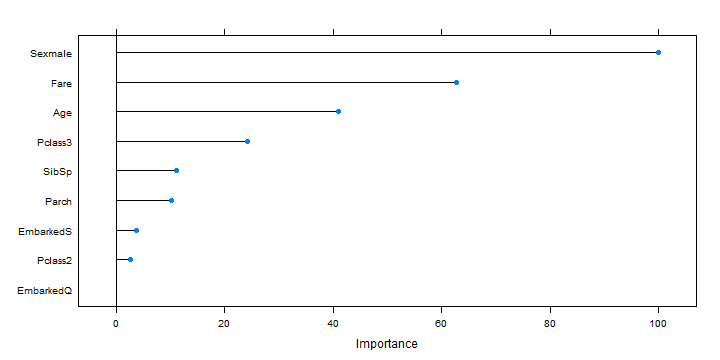 Sexmale
Fare
Age
Pclass3
SibSp
Parch
EmbarkedS
Pclass2
EmbarkedQ
0 20 40 60 80 100
Importance